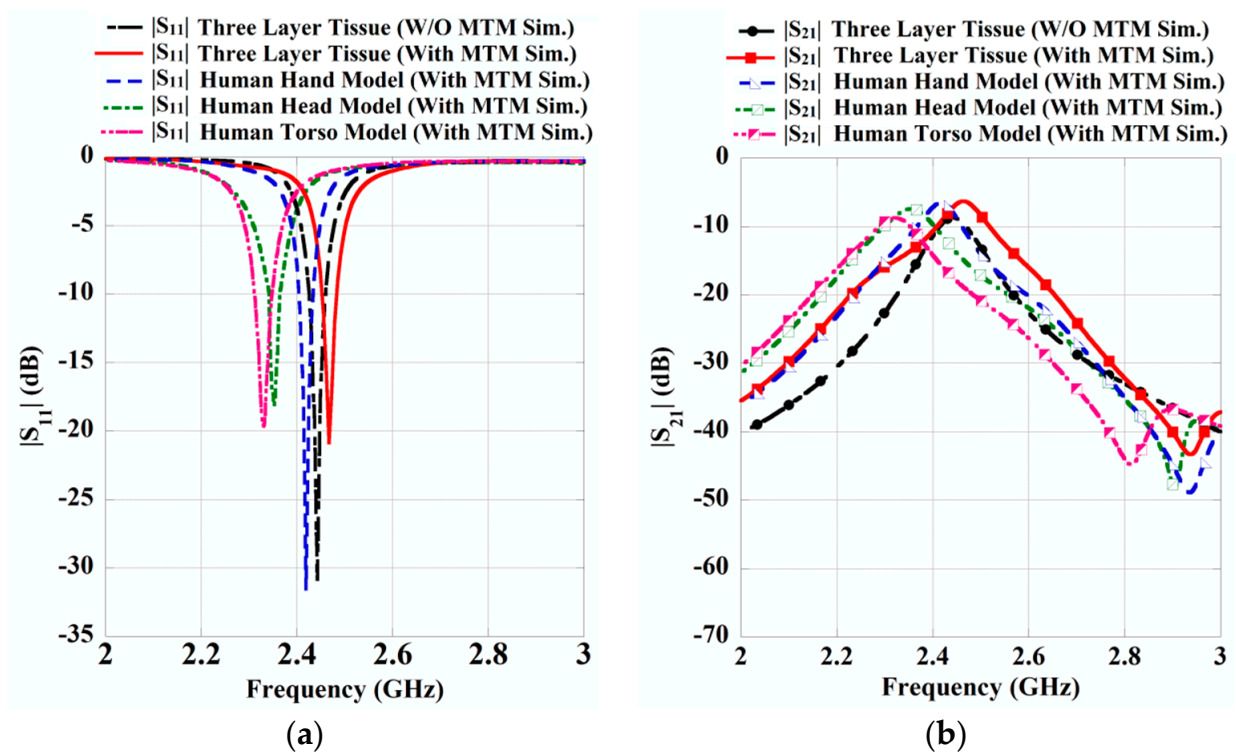 |S₁₁| Three Layer Tissue (W/O MTM Sim.)
|S₁₁| Three Layer Tissue (With MTM Sim.)
|S₁₁| Human Hand Model (With MTM Sim.)
|S₁₁| Human Head Model (With MTM Sim.)
|S₁₁| Human Torso Model (With MTM Sim.)
0
-5
-10
-15
-20
-25
-30
-35
|S₁₁| (dB)
2
2.2
2.4
2.6
2.8
3
Frequency (GHz)
(a)
|S₂₁| Three Layer Tissue (W/O MTM Sim.)
|S₂₁| Three Layer Tissue (With MTM Sim.)
|S₂₁| Human Hand Model (With MTM Sim.)
|S₂₁| Human Head Model (With MTM Sim.)
|S₂₁| Human Torso Model (With MTM Sim.)
0
-10
-20
-30
-40
-50
-60
-70
|S₂₁| (dB)
2
2.2
2.4
2.6
2.8
3
Frequency (GHz)
(b)